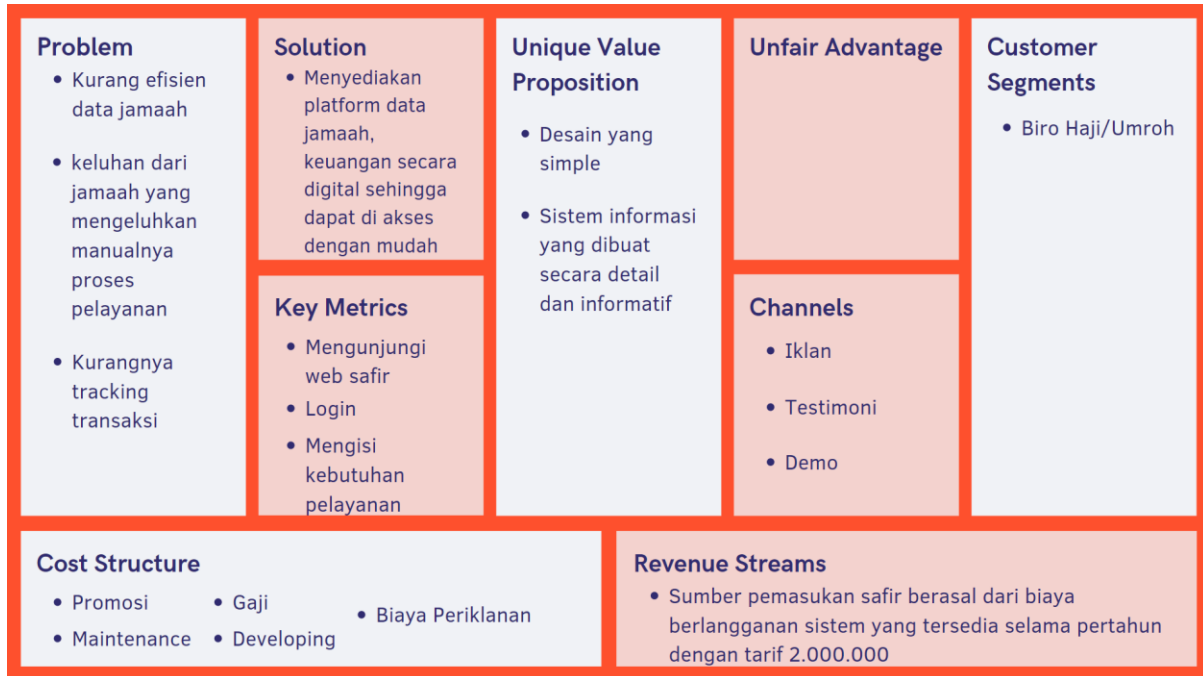 Problem
• Kurang efisien
data jamaah
• keluhan dari
jamaah yang
mengeluhkan
manualnya
proses
pelayanan
• Kurangnya
tracking
transaksi
Solution
• Menyediakan
platform data
jamaah,
keuangan secara
digital sehingga
dapat di akses
dengan mudah
Key Metrics
• Mengunjungi
web safir
• Login
• Mengisi
kebutuhan
pelayanan
Unique Value
Proposition
• Desain yang
simple
• Sistem informasi
yang dibuat
secara detail
dan informatif
Unfair Advantage
Channels
• Iklan
• Testimoni
• Demo
Customer
Segments
• Biro Haji/Umroh
Cost Structure
• Promosi
• Maintenance
• Gaji
• Developing
• Biaya Periklanan
Revenue Streams
• Sumber pemasukan safir berasal dari biaya
berlangganan sistem yang tersedia selama pertahun
dengan tarif 2.000.000